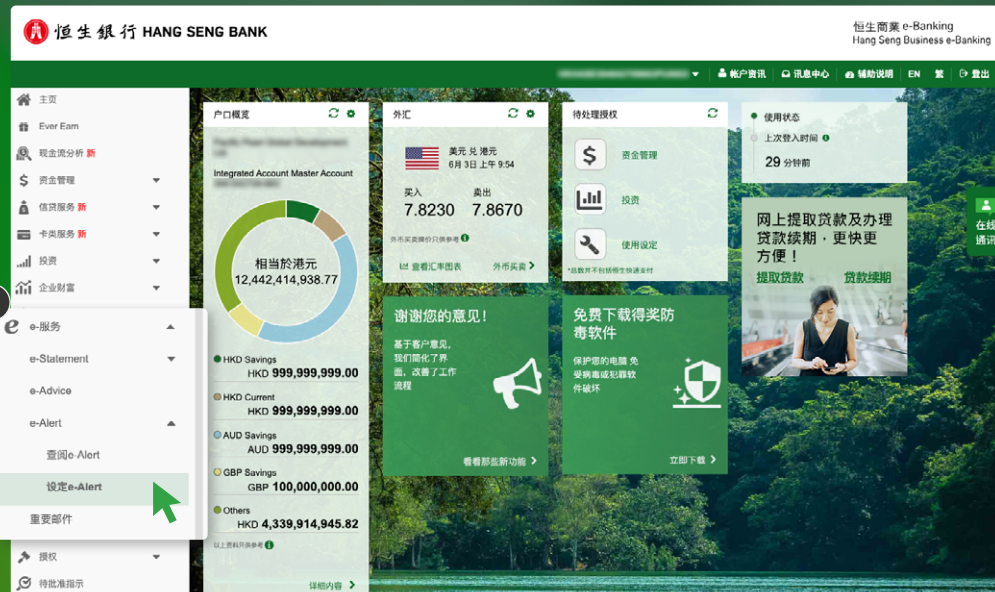 恒生銀行 HANG SENG BANK
恒生商業 e-Banking
Hang Seng Business e-Banking
帐户资讯
讯息中心
辅助说明
EN
繁
登出
主页
Ever Earn
现金流分析 新
资金管理
信贷服务 新
卡类服务 新
投资
企业财富
e-服务
e-Statement
e-Advice
e-Alert
查阅e-Alert
设定e-Alert
重要邮件
授权
待批准指示
户口概览
Integrated Account Master Account
相当於港元
12,442,414,938.77
HKD Savings
HKD 999,999,999.00
HKD Current
HKD 999,999,999.00
AUD Savings
AUD 999,999,999.00
GBP Savings
GBP 100,000,000.00
Others
HKD 4,339,914,945.82
以上资料只供参考
详细内容
外汇
美元 兑 港元
6月 3日 上午 9:54
买入 卖出
7.8230 7.8670
外币买卖牌价只供参考
查看汇率图表
外币买卖
谢谢您的意见！
基于客户意见，
我们简化了界
面，改善了工作
流程
看看那些新功能
待处理授权
资金管理
投资
使用设定
*总数并不包括恒生快速支付
免费下载得奖防
毒软件
保护您的电脑 免
受病毒或犯罪软
件破坏
立即下载
使用状态
上次登入时间
29 分钟前
网上提取贷款及办理
贷款续期，更快更
方便！
提取贷款 贷款续期
在线
通讯